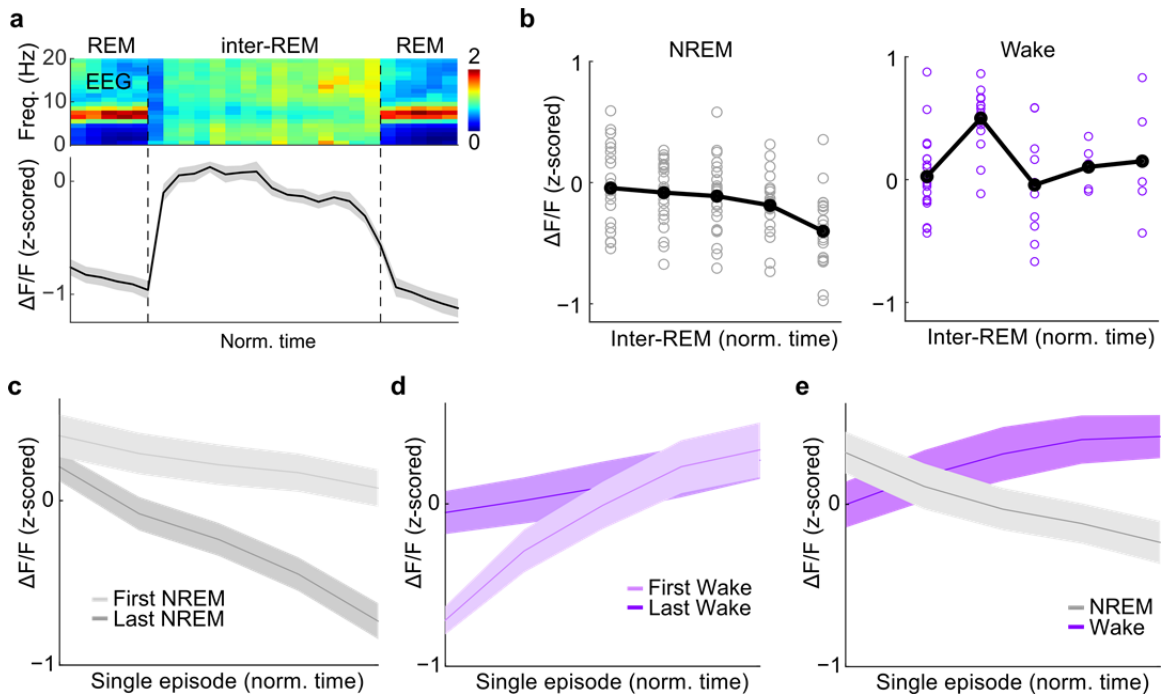 a
REM inter-REM REM
Freq. (Hz)
20
10
0
EEG
2
0
ΔF/F (z-scored)
0
−1
Norm. time
b
NREM
ΔF/F (z-scored)
1
0
−1
Inter-REM (norm. time)
Wake
1
0
−1
Inter-REM (norm. time)
c
ΔF/F (z-scored)
0
−1
First NREM
Last NREM
Single episode (norm. time)
d
ΔF/F (z-scored)
0
−1
First Wake
Last Wake
Single episode (norm. time)
e
ΔF/F (z-scored)
0
−1
NREM
Wake
Single episode (norm. time)